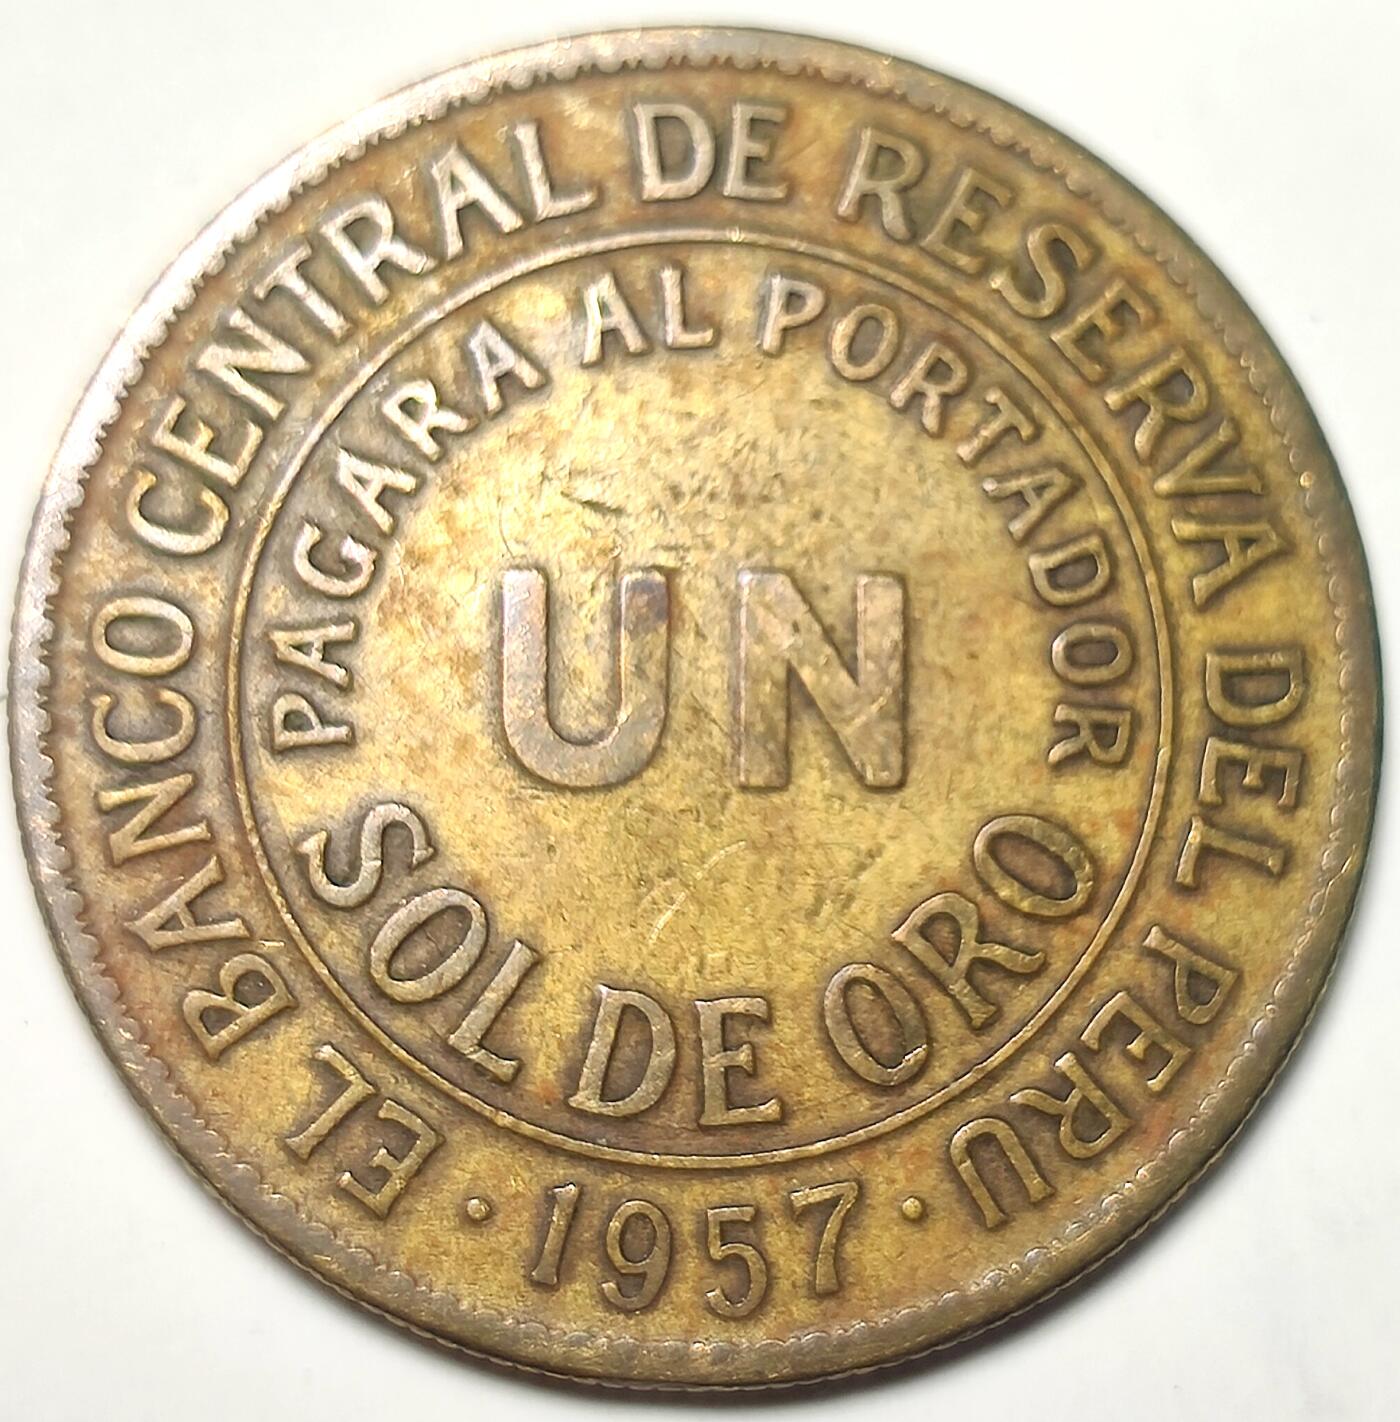 EL BANCO CENTRAL DE RESERVA DEL PERU
PAGARA AL PORTADOR
UN
SOL DE ORO
· 1957 ·